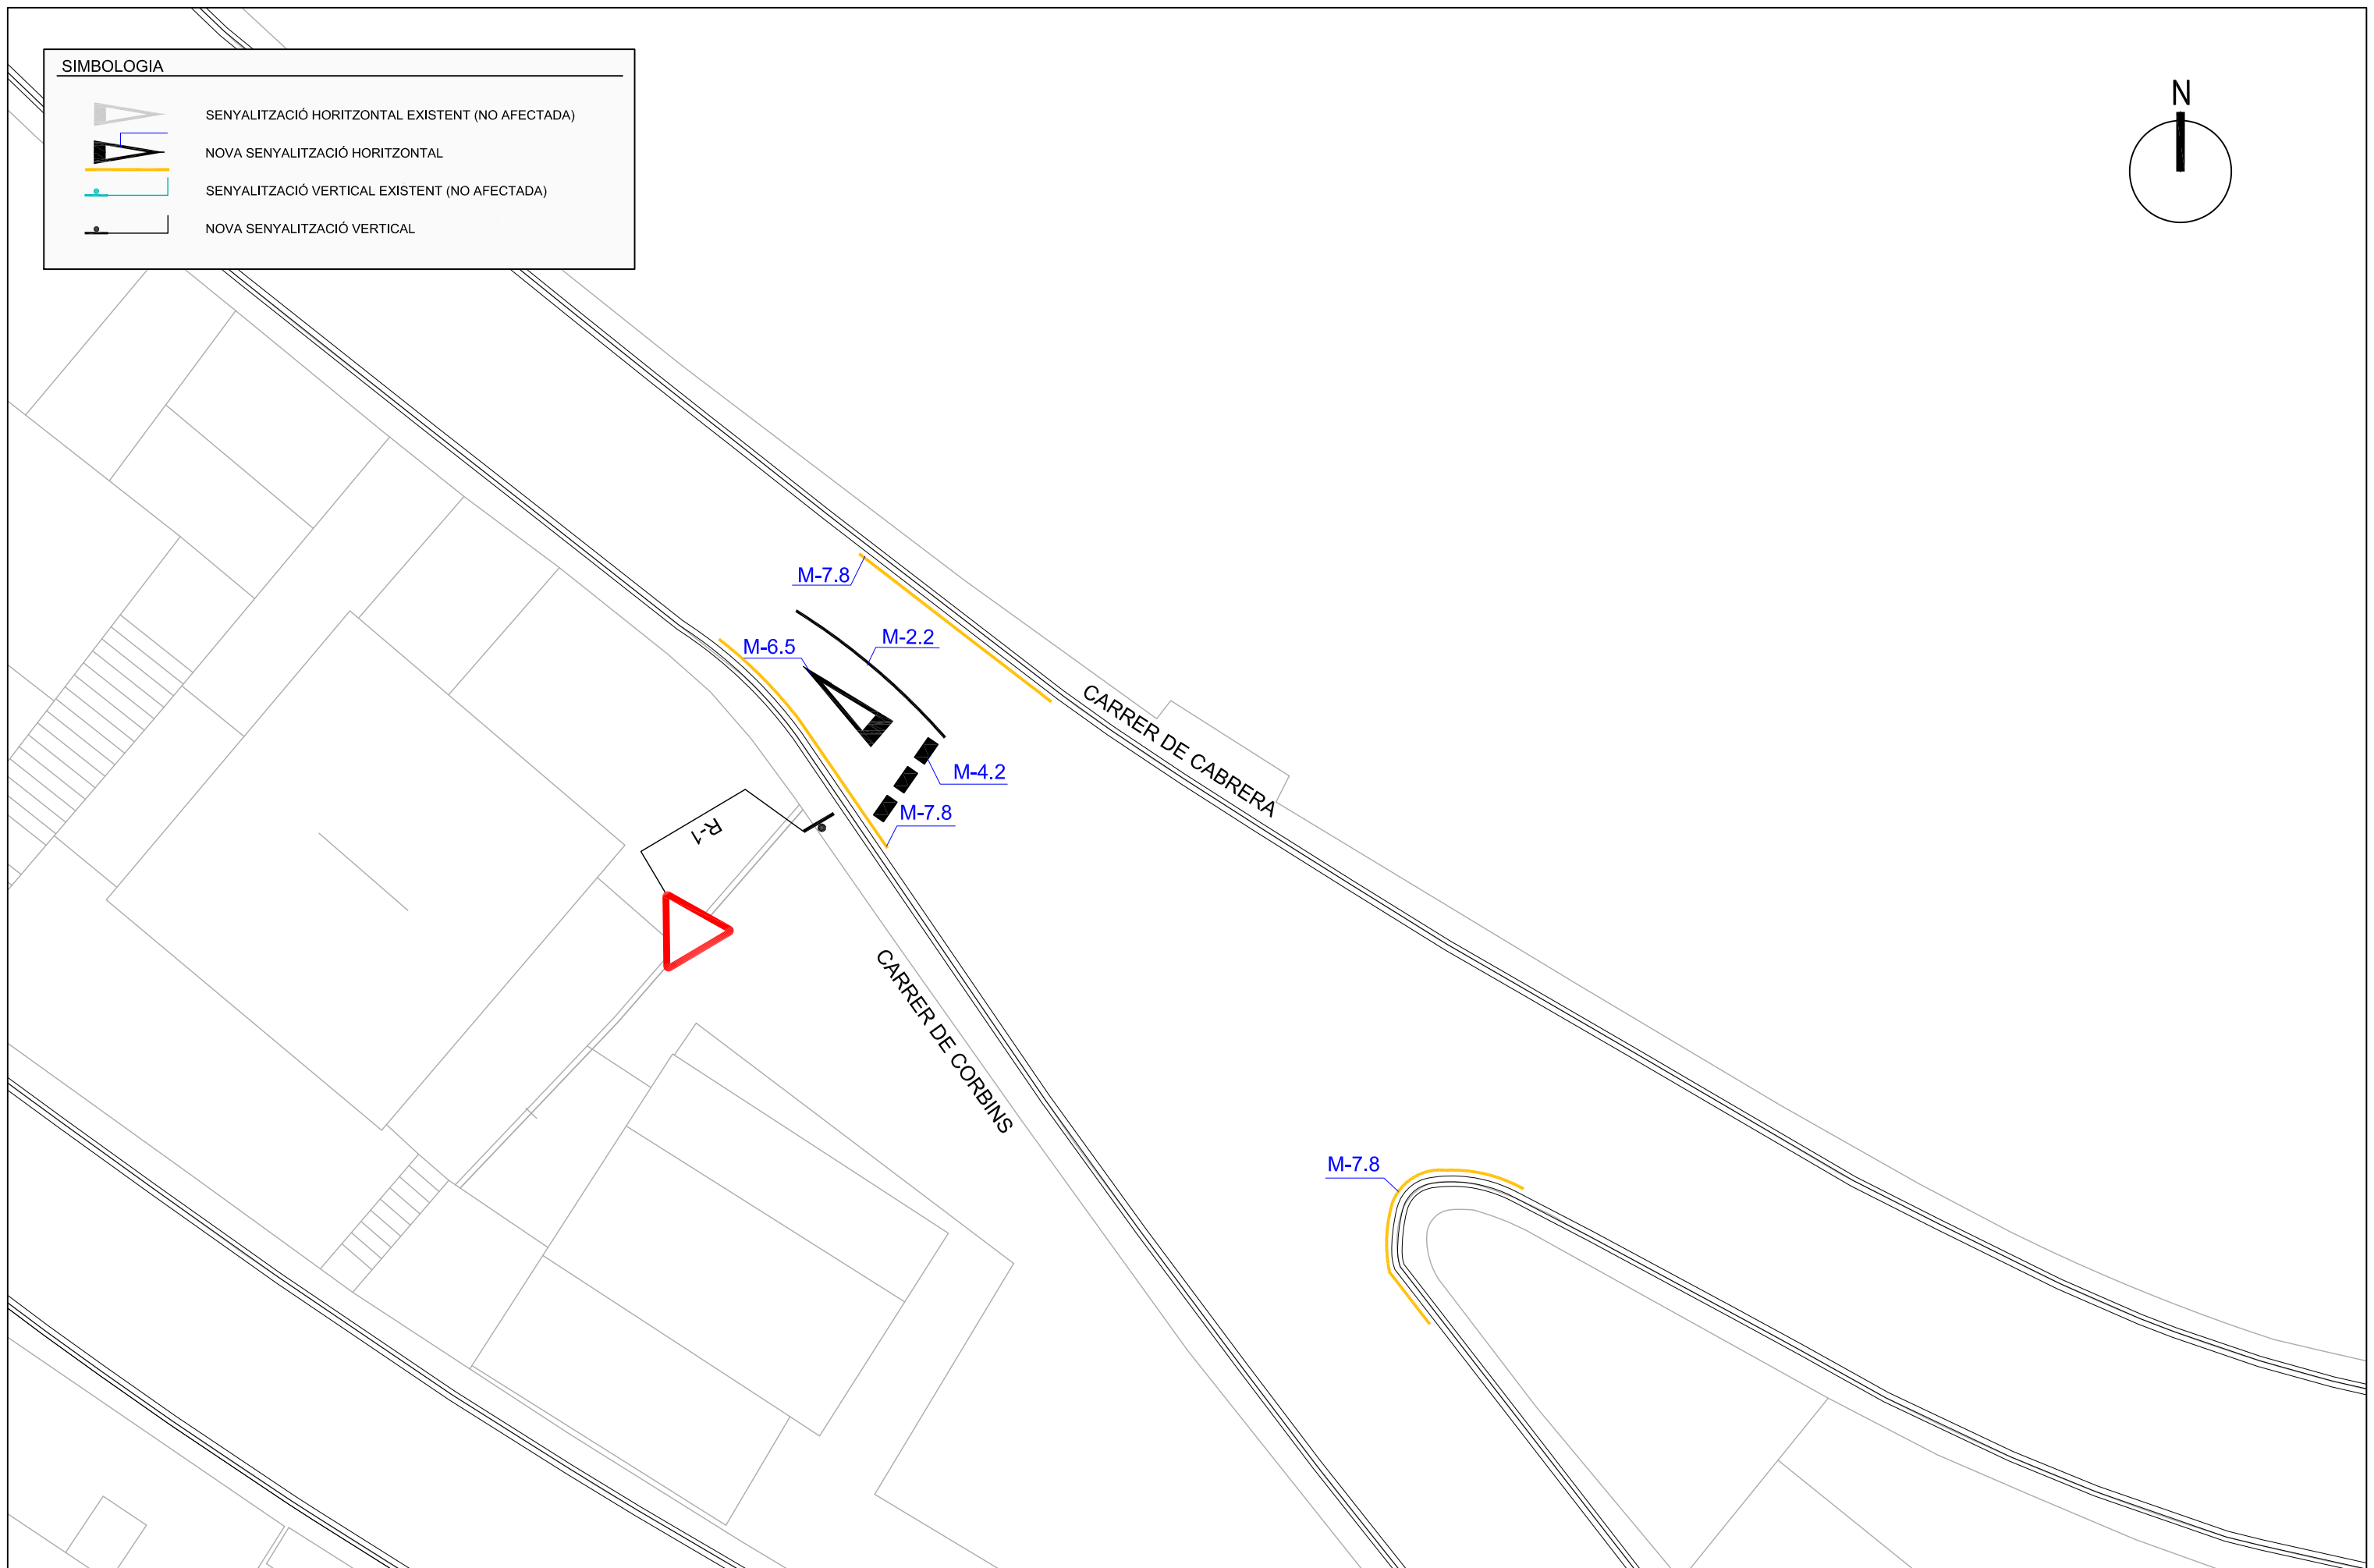 SIMBOLOGIA
SENYALITZACIÓ HORITZONTAL EXISTENT (NO AFECTADA)
NOVA SENYALITZACIÓ HORITZONTAL
SENYALITZACIÓ VERTICAL EXISTENT (NO AFECTADA)
NOVA SENYALITZACIÓ VERTICAL
N
M-7.8
M-2.2
M-6.5
CARRER DE CABRERA
M-4.2
M-7.8
R-1
CARRER DE CORBINS
M-7.8